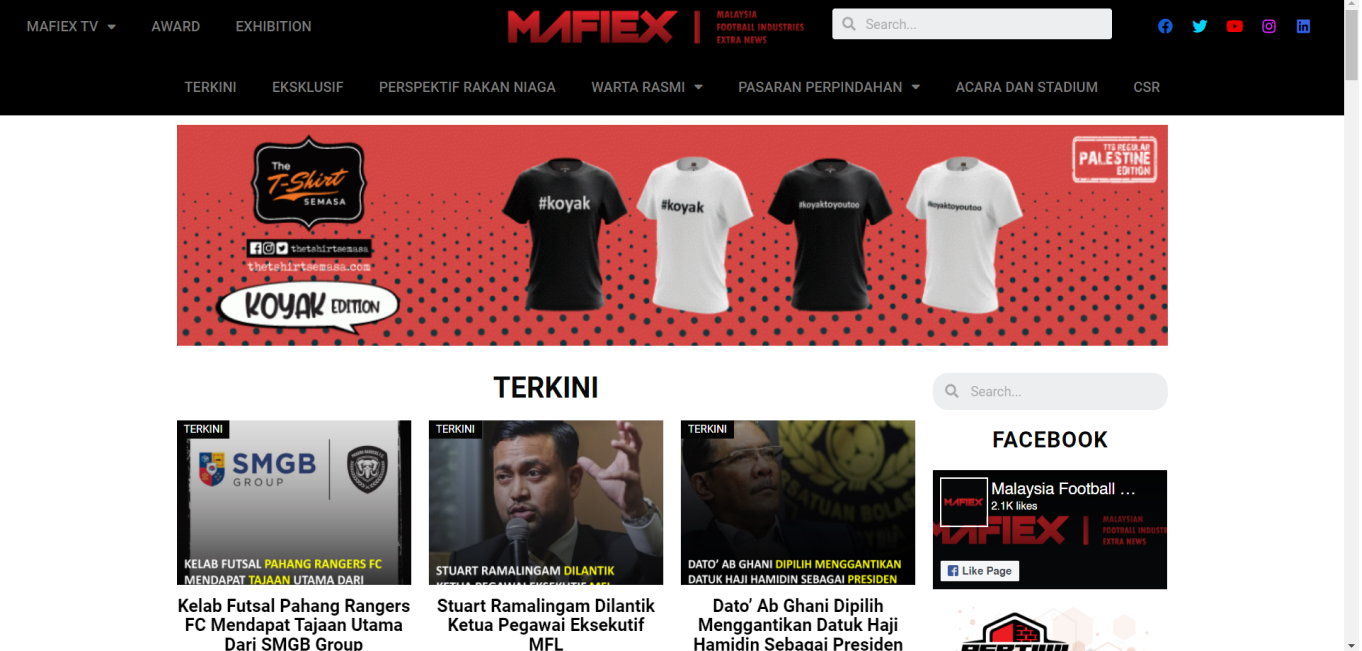 MAFIEX TV
AWARD
EXHIBITION
MAFIEX
MALAYSIA
FOOTBALL INDUSTRIES
EXTRA NEWS
Search...
TERKINI
EKSKLUSIF
PERSPEKTIF RAKAN NIAGA
WARTA RASMI
PASARAN PERPINDAHAN
ACARA DAN STADIUM
CSR
The
T-Shirt
SEMASA
thetshirtsemasa
thetshirtsemasa.com
KOYAK EDITION
#koyak
#koyak
#koyaktoyoutoo
#koyaktoyoutoo
TTS REGULAR
PALESTINE
EDITION
TERKINI
Search...
FACEBOOK
TERKINI
SMGB
GROUP
PAHANG RANGERS F.C
KELAB FUTSAL PAHANG RANGERS FC
MENDAPAT TAJAAN UTAMA DARI
Kelab Futsal Pahang Rangers
FC Mendapat Tajaan Utama
Dari SMGB Group
TERKINI
STUART RAMALINGAM DILANTIK
KETUA PEGAWAI EKSEKUTIF MFL
Stuart Ramalingam Dilantik
Ketua Pegawai Eksekutif
MFL
TERKINI
DATO’ AB GHANI DIPILIH MENGGANTIKAN
DATUK HAJI HAMIDIN SEBAGAI PRESIDEN
Dato’ Ab Ghani Dipilih
Menggantikan Datuk Haji
Hamidin Sebagai Presiden
MAFIEX
Malaysia Football ...
2.1K likes
MAFIEX
MALAYSIAN
FOOTBALL INDUSTR
EXTRA NEWS
Like Page